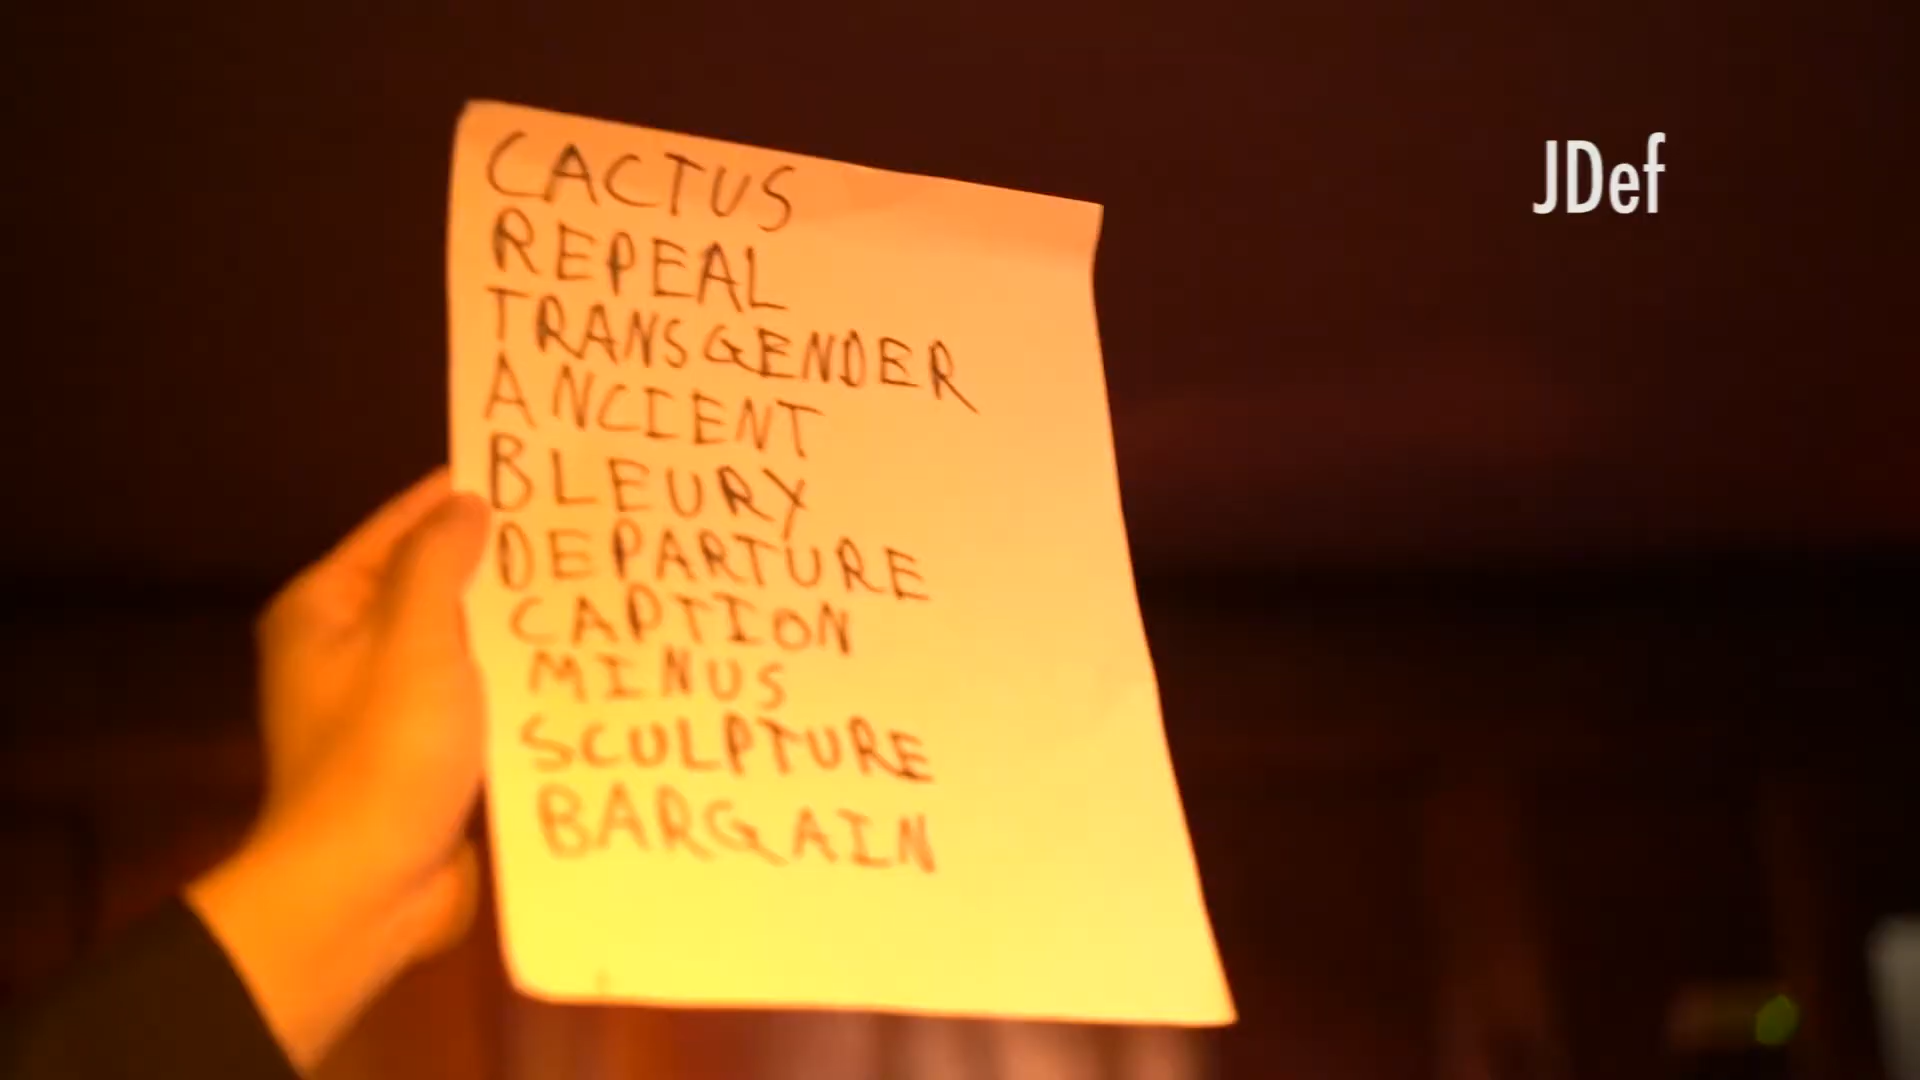 JDef
CACTUS
REPEAL
TRANSGENDER
ANCIENT
BLEURY
DEPARTURE
CAPTION
MINUS
SCULPTURE
BARGAIN